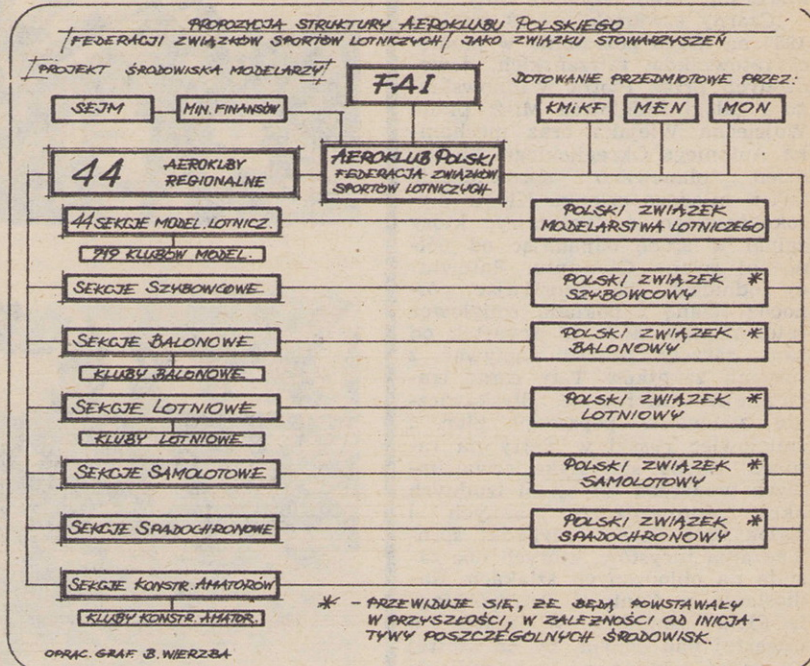 PROPOZYCJA STRUKTURY AEROKLUBU POLSKIEGO
/FEDERACJI ZWIĄZKÓW SPORTÓW LOTNICZYCH/ JAKO ZWIĄZKU STOWARZYSZEŃ
/PROJEKT ŚRODOWISKA MODELARZY/
FAI
DOTOWANIE PRZEDMIOTOWE PRZEZ:
SEJM
MIN. FINANSÓW
KMiKF
MEN
MON
44 AEROKLUBY
REGIONALNE
AEROKLUB POLSKI
FEDERACJA ZWIĄZKÓW
SPORTÓW LOTNICZYCH
44 SEKCJE MODEL. LOTNICZ.
719 KLUBÓW MODEL.
POLSKI ZWIĄZEK
MODELARSTWA LOTNICZEGO
SEKCJE SZYBOWCOWE
POLSKI ZWIĄZEK *
SZYBOWCOWY
SEKCJE BALONOWE
KLUBY BALONOWE
POLSKI ZWIĄZEK *
BALONOWY
SEKCJE LOTNIOWE
KLUBY LOTNIOWE
POLSKI ZWIĄZEK *
LOTNIOWY
SEKCJE SAMOLOTOWE
POLSKI ZWIĄZEK *
SAMOLOTOWY
SEKCJE SPADOCHRONOWE
POLSKI ZWIĄZEK *
SPADOCHRONOWY
SEKCJE KONSTR. AMATORÓW
KLUBY KONSTR. AMATOR.
* - PRZEWIDUJE SIĘ, ŻE BĘDĄ POWSTAWAŁY
W PRZYSZŁOŚCI, W ZALEŻNOŚCI OD INICJA-
TYWY POSZCZEGÓLNYCH ŚRODOWISK.
OPRAC. GRAF. B. WIERZBA